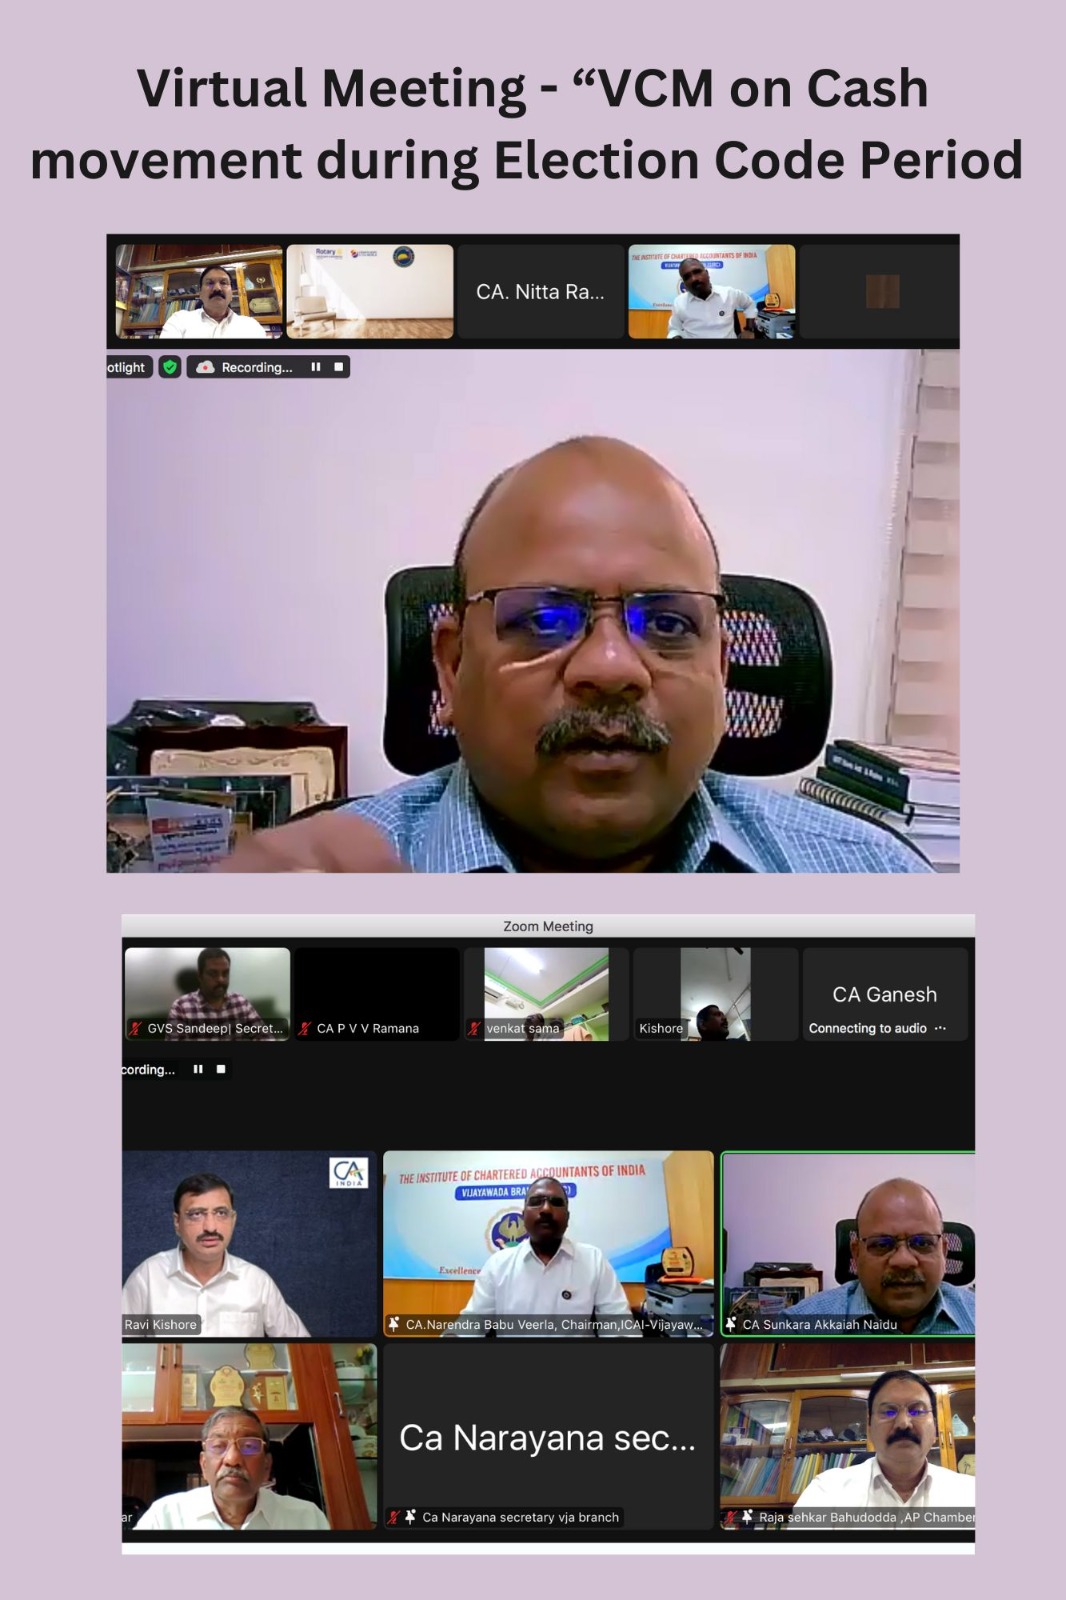 Virtual Meeting - “VCM on Cash
movement during Election Code Period
Rotary
CA. Nitta Ra...
THE INSTITUTE OF CHARTERED ACCOUNTANTS OF INDIA
otlight
Recording...
Zoom Meeting
GVS Sandeep| Secret...
CA P V V Ramana
venkat sama
Kishore
CA Ganesh
Connecting to audio ...
cording...
CA
INDIA
Ravi Kishore
THE INSTITUTE OF CHARTERED ACCOUNTANTS OF INDIA
VIJAYAWADA BRA
Excellence
CA.Narendra Babu Veerla, Chairman,ICAI-Vijayaw...
CA Sunkara Akkaiah Naidu
ar
Ca Narayana sec...
Ca Narayana secretary vja branch
Raja sehkar Bahudodda ,AP Chamber